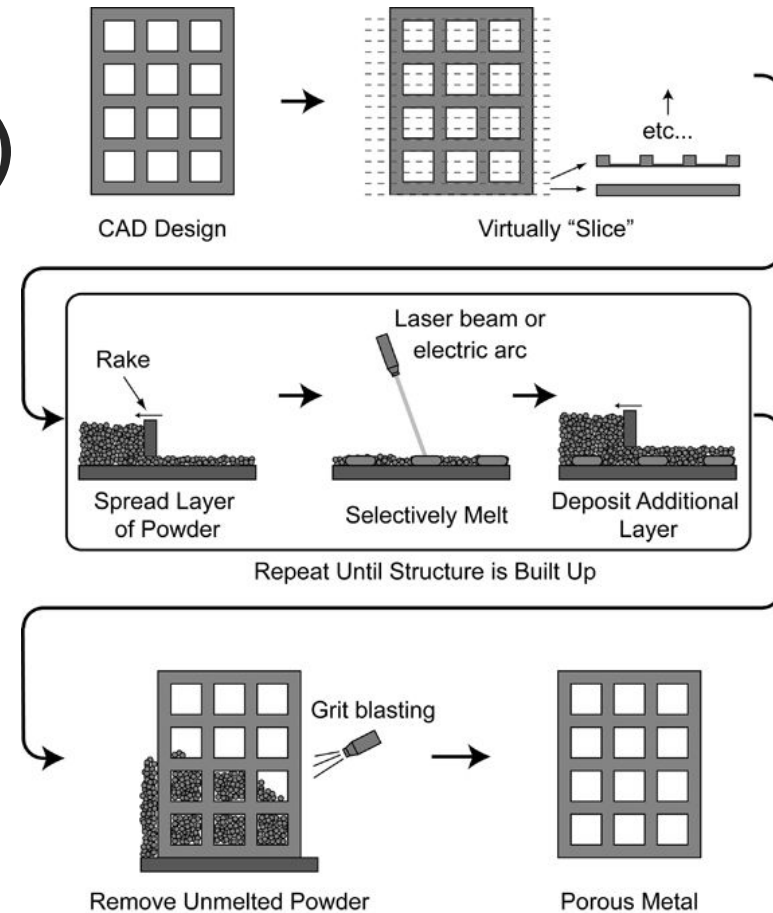 etc...
CAD Design
Virtually “Slice”
Laser beam or
electric arc
Rake
Spread Layer
of Powder
Selectively Melt
Deposit Additional
Layer
Repeat Until Structure is Built Up
Grit blasting
Remove Unmelted Powder
Porous Metal